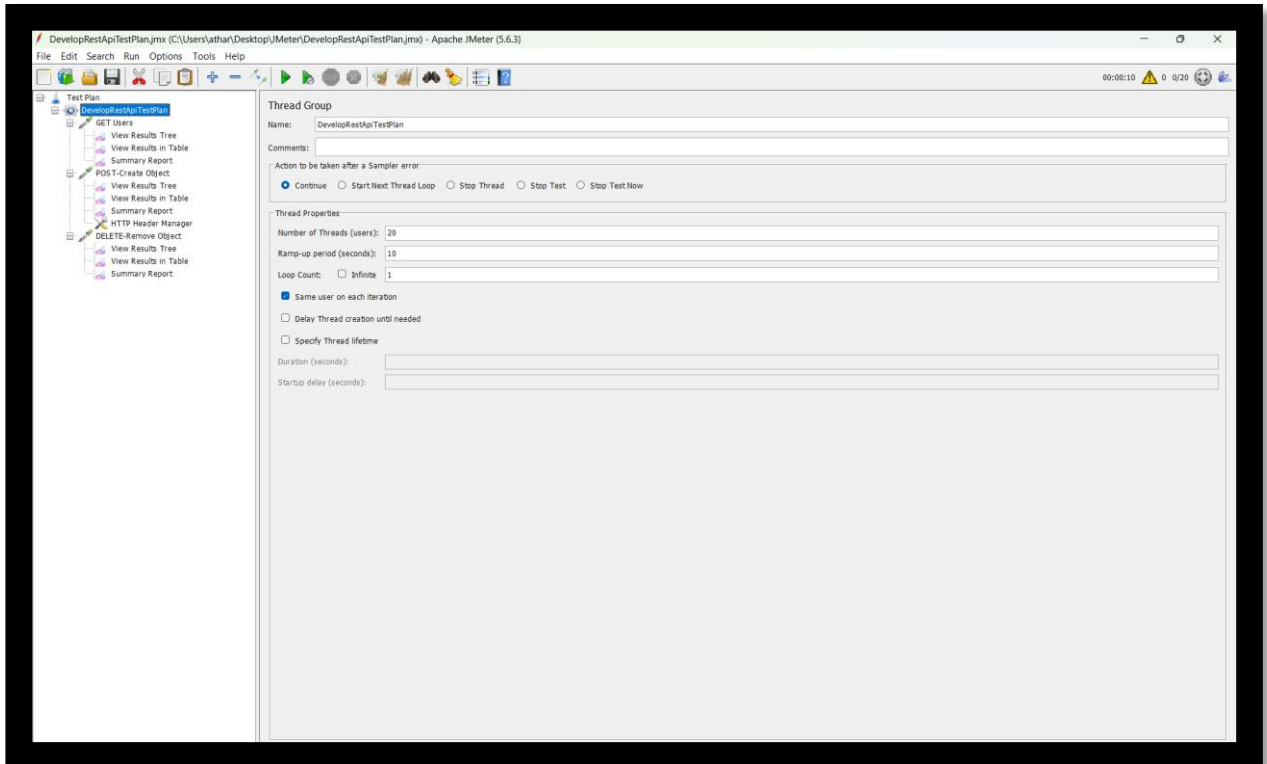 DevelopRestApiTestPlan.jmx (C:\Users\athar\Desktop\JMeter\DevelopRestApiTestPlan.jmx) - Apache JMeter (5.6.3)
File Edit Search Run Options Tools Help
00:00:10 0 0/20
Test Plan
DevelopRestApiTestPlan
GET Users
View Results Tree
View Results in Table
Summary Report
POST-Create Object
View Results Tree
View Results in Table
Summary Report
HTTP Header Manager
DELETE-Remove Object
View Results Tree
View Results in Table
Summary Report
Thread Group
Name: DevelopRestApiTestPlan
Comments:
Action to be taken after a Sampler error
Continue Start Next Thread Loop Stop Thread Stop Test Stop Test Now
Thread Properties
Number of Threads (users): 20
Ramp-up period (seconds): 10
Loop Count: Infinite 1
Same user on each iteration
Delay Thread creation until needed
Specify Thread lifetime
Duration (seconds):
Startup delay (seconds):